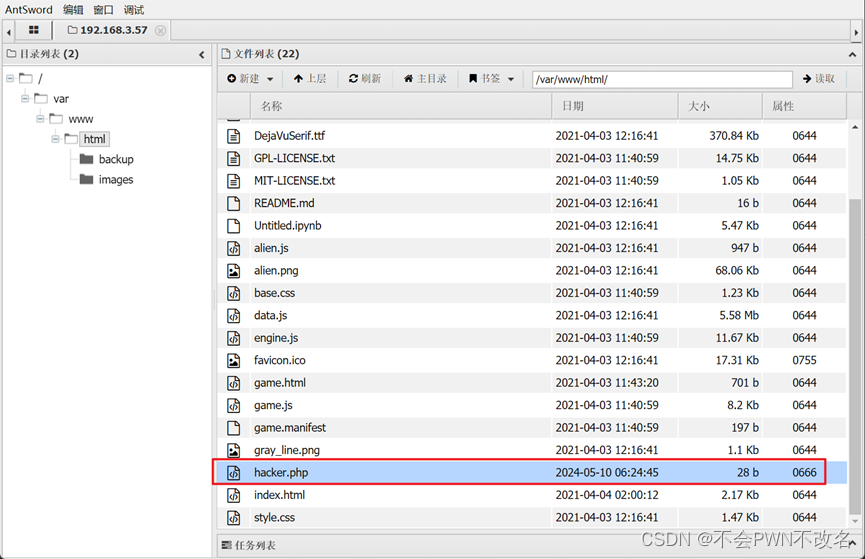 AntSword 编辑 窗口 调试
192.168.3.57
目录列表 (2)
/
var
www
html
backup
images
文件列表 (22)
新建 上层 刷新 主目录 书签 /var/www/html/ 读取
名称 日期 大小 属性
DejaVuSerif.ttf 2021-04-03 12:16:41 370.84 Kb 0644
GPL-LICENSE.txt 2021-04-03 11:40:59 14.75 Kb 0644
MIT-LICENSE.txt 2021-04-03 11:40:59 1.05 Kb 0644
README.md 2021-04-03 12:16:41 16 b 0644
Untitled.ipynb 2021-04-03 12:16:41 5.47 Kb 0644
alien.js 2021-04-03 12:16:41 947 b 0644
alien.png 2021-04-03 12:16:41 68.06 Kb 0644
base.css 2021-04-03 11:40:59 1.23 Kb 0644
data.js 2021-04-03 12:16:41 5.58 Mb 0644
engine.js 2021-04-03 11:40:59 11.67 Kb 0644
favicon.ico 2021-04-03 12:16:41 17.31 Kb 0755
game.html 2021-04-03 11:43:20 701 b 0644
game.js 2021-04-03 11:40:59 8.2 Kb 0644
game.manifest 2021-04-03 11:40:59 197 b 0644
gray_line.png 2021-04-03 12:16:41 1.1 Kb 0644
hacker.php 2024-05-10 06:24:45 28 b 0666
index.html 2021-04-04 02:00:12 2.17 Kb 0644
style.css 2021-04-03 12:16:41 1.47 Kb 0644
任务列表
CSDN @不会PWN不改名